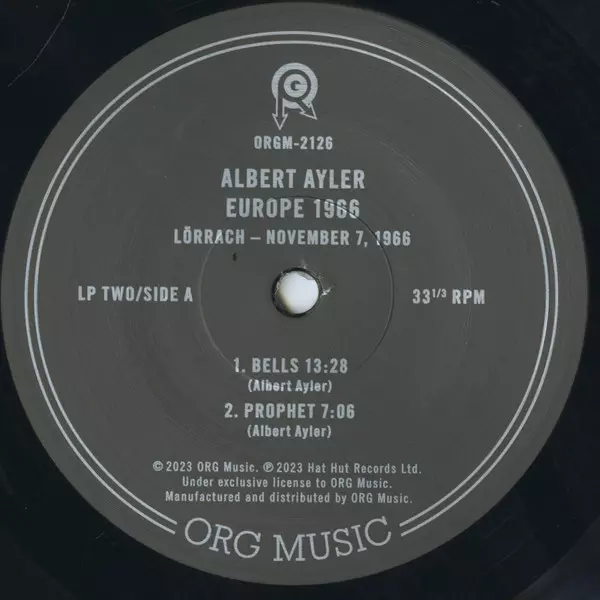 ORG
ORGM-2126
ALBERT AYLER
EUROPE 1966
LÖRRACH – NOVEMBER 7, 1966
LP TWO/SIDE A
33 1/3 RPM
1. BELLS 13:28
(Albert Ayler)
2. PROPHET 7:06
(Albert Ayler)
© 2023 ORG Music. ℗ 2023 Hat Hut Records Ltd.
Under exclusive license to ORG Music.
Manufactured and distributed by ORG Music.
ORG MUSIC